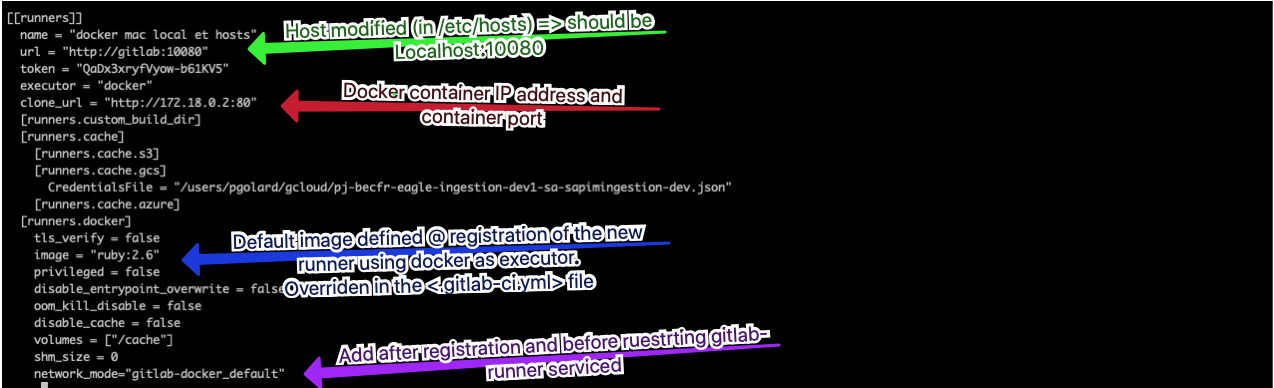 [[runners]]
name = "docker mac local et hosts"
url = "http://gitlab:10080"
token = "QaDx3xryfVyow-b61KV5"
executor = "docker"
clone_url = "http://172.18.0.2:80"
[runners.custom_build_dir]
[runners.cache]
[runners.cache.s3]
[runners.cache.gcs]
CredentialsFile = "/users/pgolard/gcloud/pj-becfr-eagle-ingestion-dev1-sa-sapimingestion-dev.json"
[runners.cache.azure]
[runners.docker]
tls_verify = false
image = "ruby:2.6"
privileged = false
disable_entrypoint_overwrite = false
oom_kill_disable = false
disable_cache = false
volumes = ["/cache"]
shm_size = 0
network_mode="gitlab-docker_default"
Host modified (in /etc/hosts) => should be
Localhost:10080
Docker container IP address and
container port
Default image defined @ registration of the new
runner using docker as executor.
Overriden in the <.gitlab-ci.yml> file
Add after registration and before ruestrting gitlab-
runner serviced